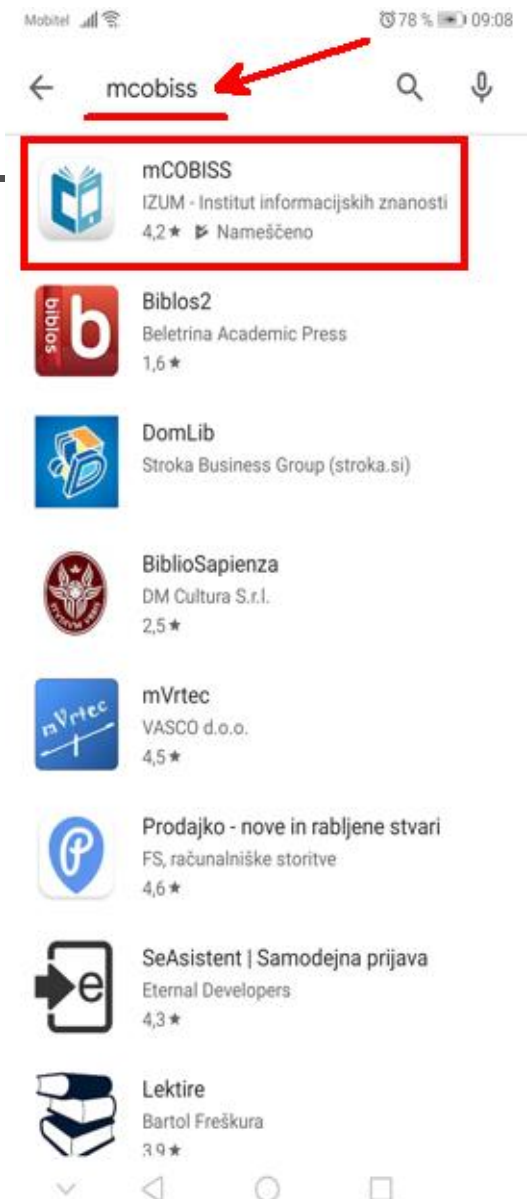 Mobitel 78 % 09:08
mcobiss
mCOBISS
IZUM - Institut informacijskih znanosti
4,2★ Nameščeno
biblos b
Biblos2
Beletrina Academic Press
1,6★
DomLib
Stroka Business Group (stroka.si)
BiblioSapienza
DM Cultura S.r.l.
2,5★
mVrtec
mVrtec
VASCO d.o.o.
4,5★
P
Prodajko - nove in rabljene stvari
FS, računalniške storitve
4,6★
e
SeAsistent | Samodejna prijava
Eternal Developers
4,3★
Lektire
Bartol Freškura
3,9★